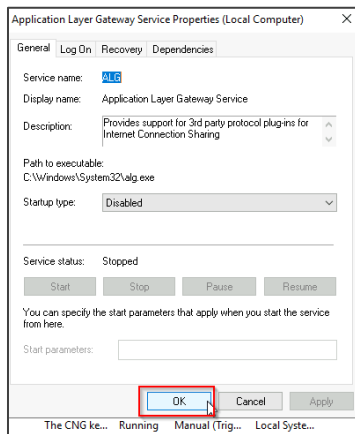 Application Layer Gateway Service Properties (Local Computer)
General Log On Recovery Dependencies
Service name: ALG
Display name: Application Layer Gateway Service
Description: Provides support for 3rd party protocol plug-ins for
Internet Connection Sharing
Path to executable:
C:\Windows\System32\alg.exe
Startup type: Disabled
Service status: Stopped
Start Stop Pause Resume
You can specify the start parameters that apply when you start the service
from here.
Start parameters:
OK Cancel Apply
The CNG ke... Running Manual (Trig... Local Syste...